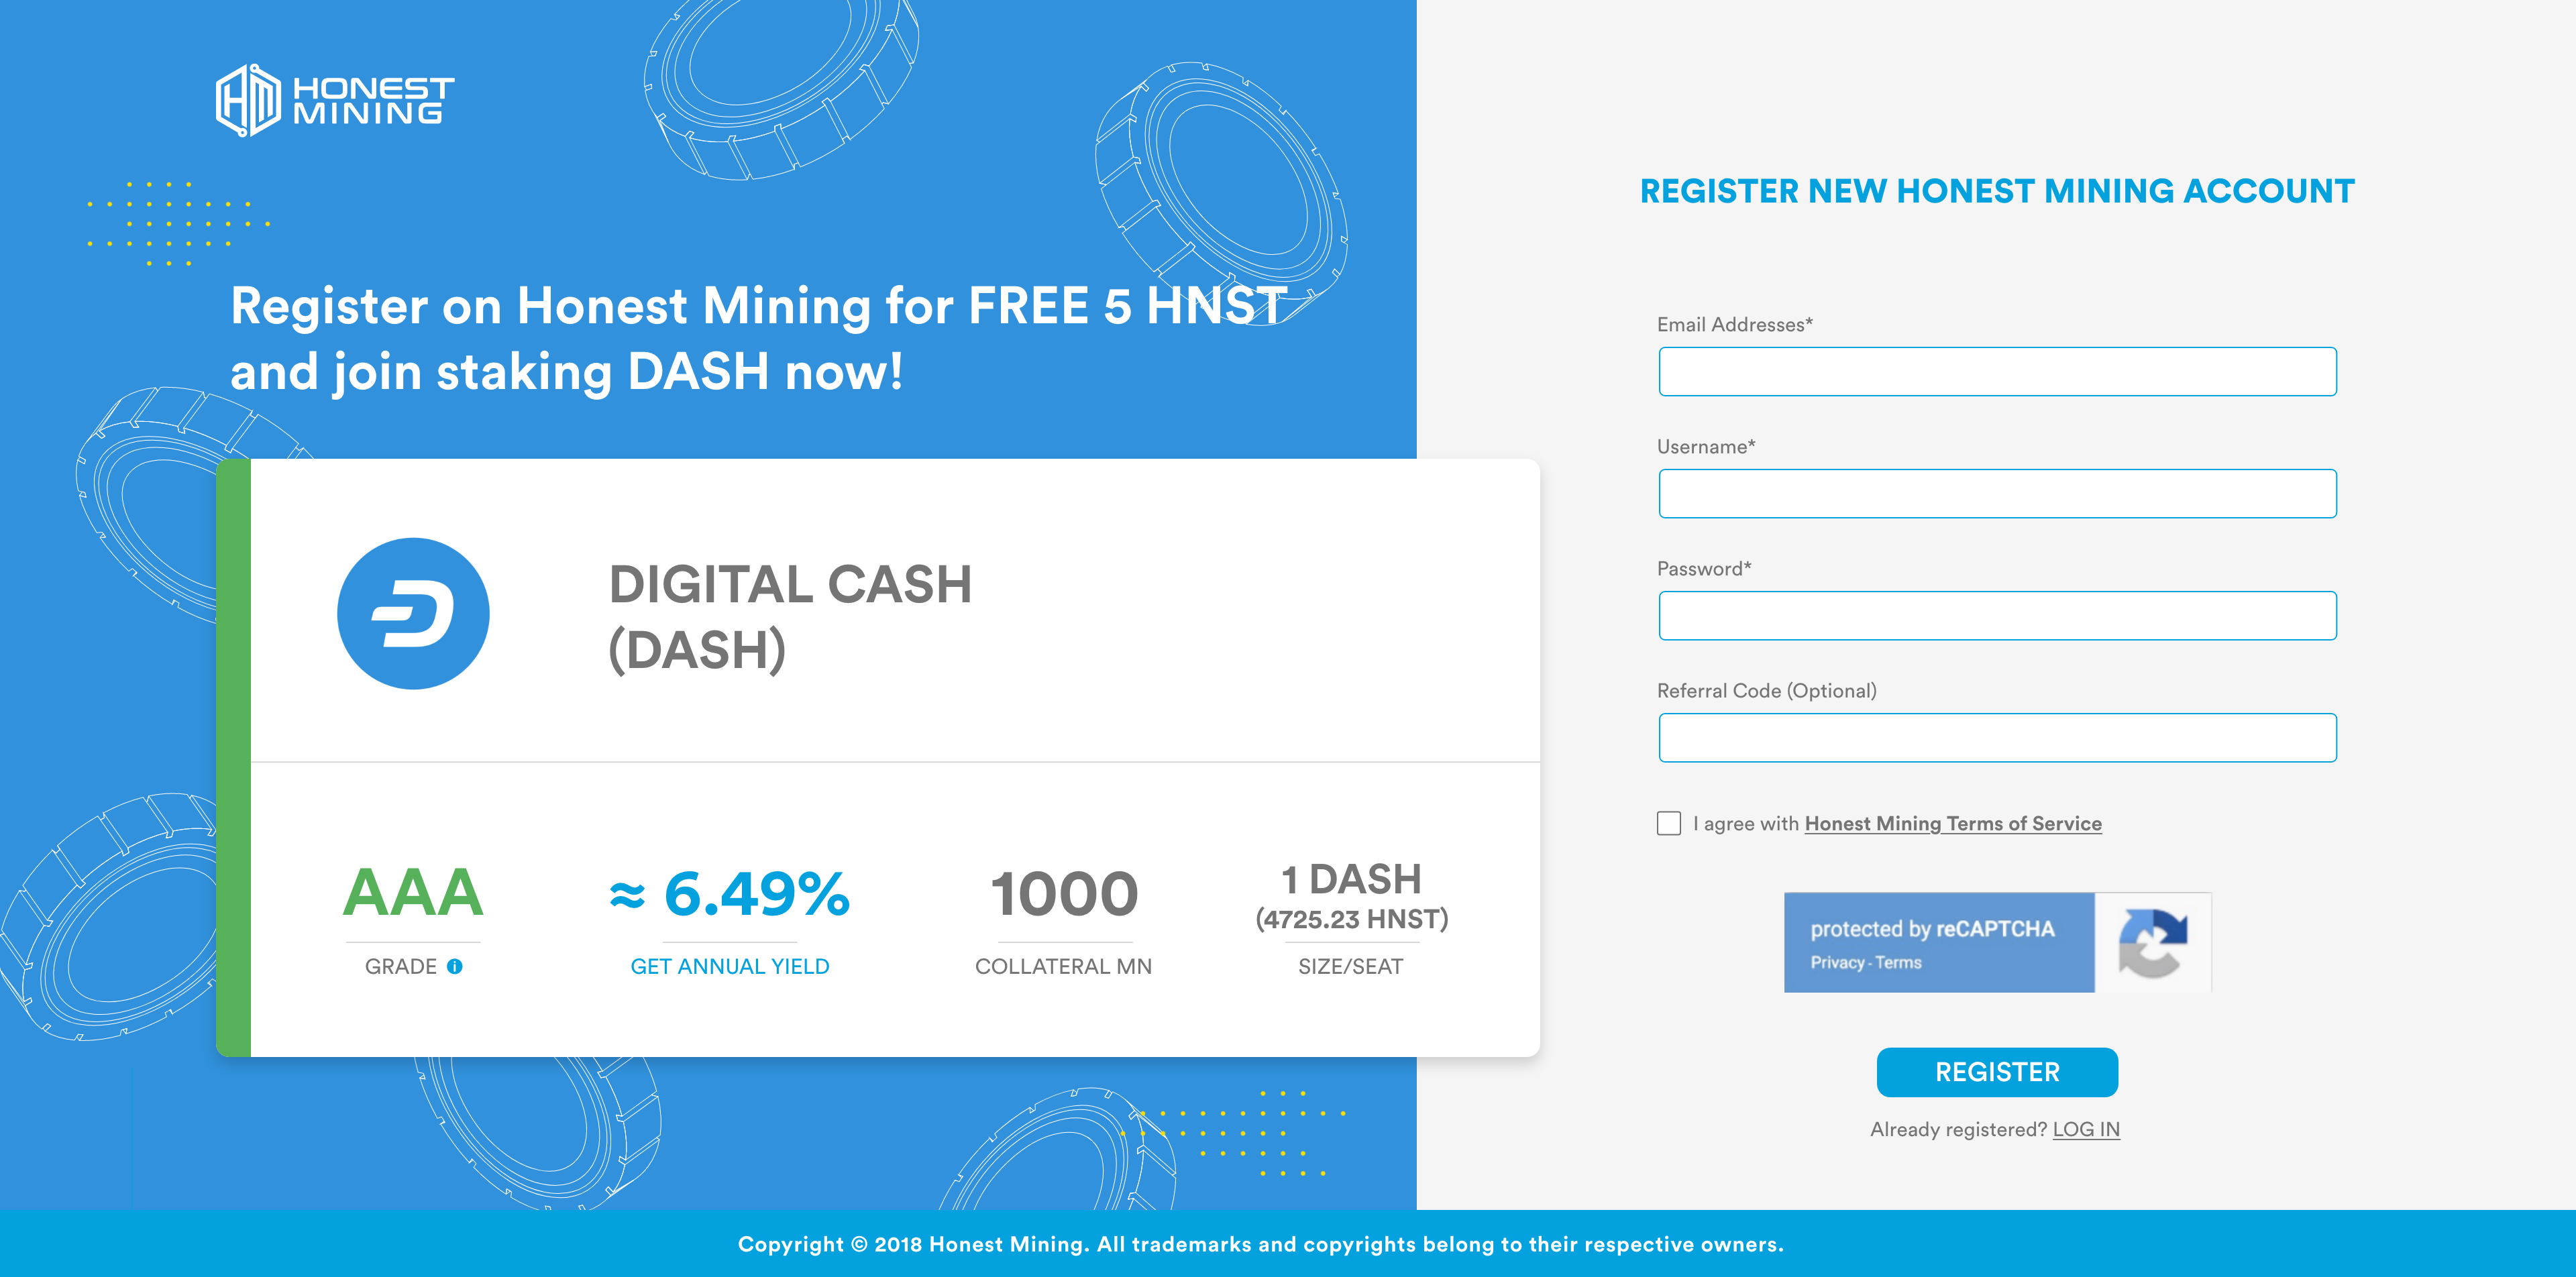 HONEST
MINING
Register on Honest Mining for FREE 5 HNST
and join staking DASH now!
DIGITAL CASH
(DASH)
AAA
GRADE i
≈ 6.49%
GET ANNUAL YIELD
1000
COLLATERAL MN
1 DASH
(4725.23 HNST)
SIZE/SEAT
REGISTER NEW HONEST MINING ACCOUNT
Email Addresses*
Username*
Password*
Referral Code (Optional)
I agree with Honest Mining Terms of Service
protected by reCAPTCHA
Privacy - Terms
REGISTER
Already registered? LOG IN
Copyright © 2018 Honest Mining. All trademarks and copyrights belong to their respective owners.